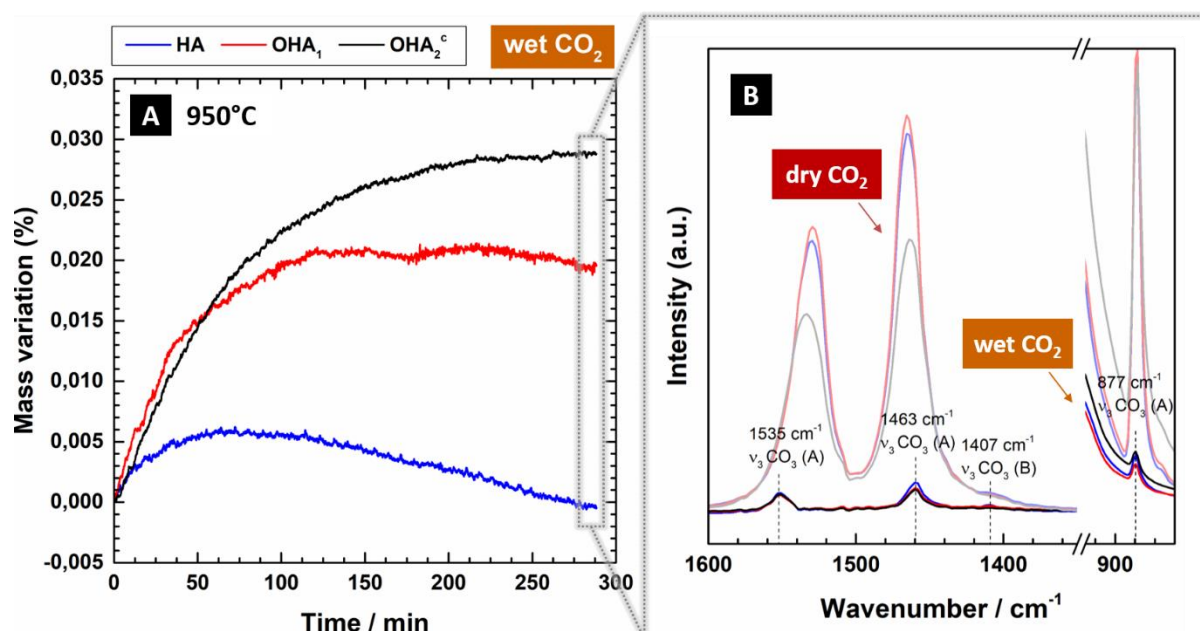 HA OHA₁ OHA₂ᶜ
wet CO₂
A 950°C
Mass variation (%)
0,035
0,030
0,025
0,020
0,015
0,010
0,005
0,000
-0,005
0 50 100 150 200 250 300
Time / min
B
dry CO₂
wet CO₂
Intensity (a.u.)
1535 cm⁻¹
ν₃ CO₃ (A)
1463 cm⁻¹
ν₃ CO₃ (A)
1407 cm⁻¹
ν₃ CO₃ (B)
877 cm⁻¹
ν₃ CO₃ (A)
1600 1500 1400 900
Wavenumber / cm⁻¹